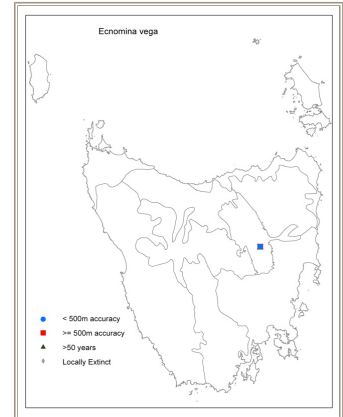 Ecnomina vega
< 500m accuracy
>= 500m accuracy
>50 years
Locally Extinct